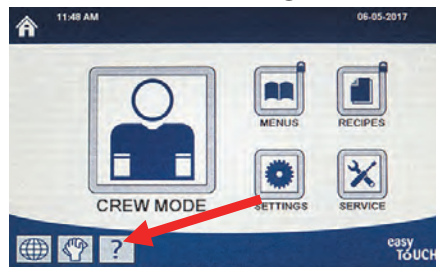 11:48 AM
06-05-2017
MENUS
RECIPES
CREW MODE
SETTINGS
SERVICE
?
easy
TOUCH